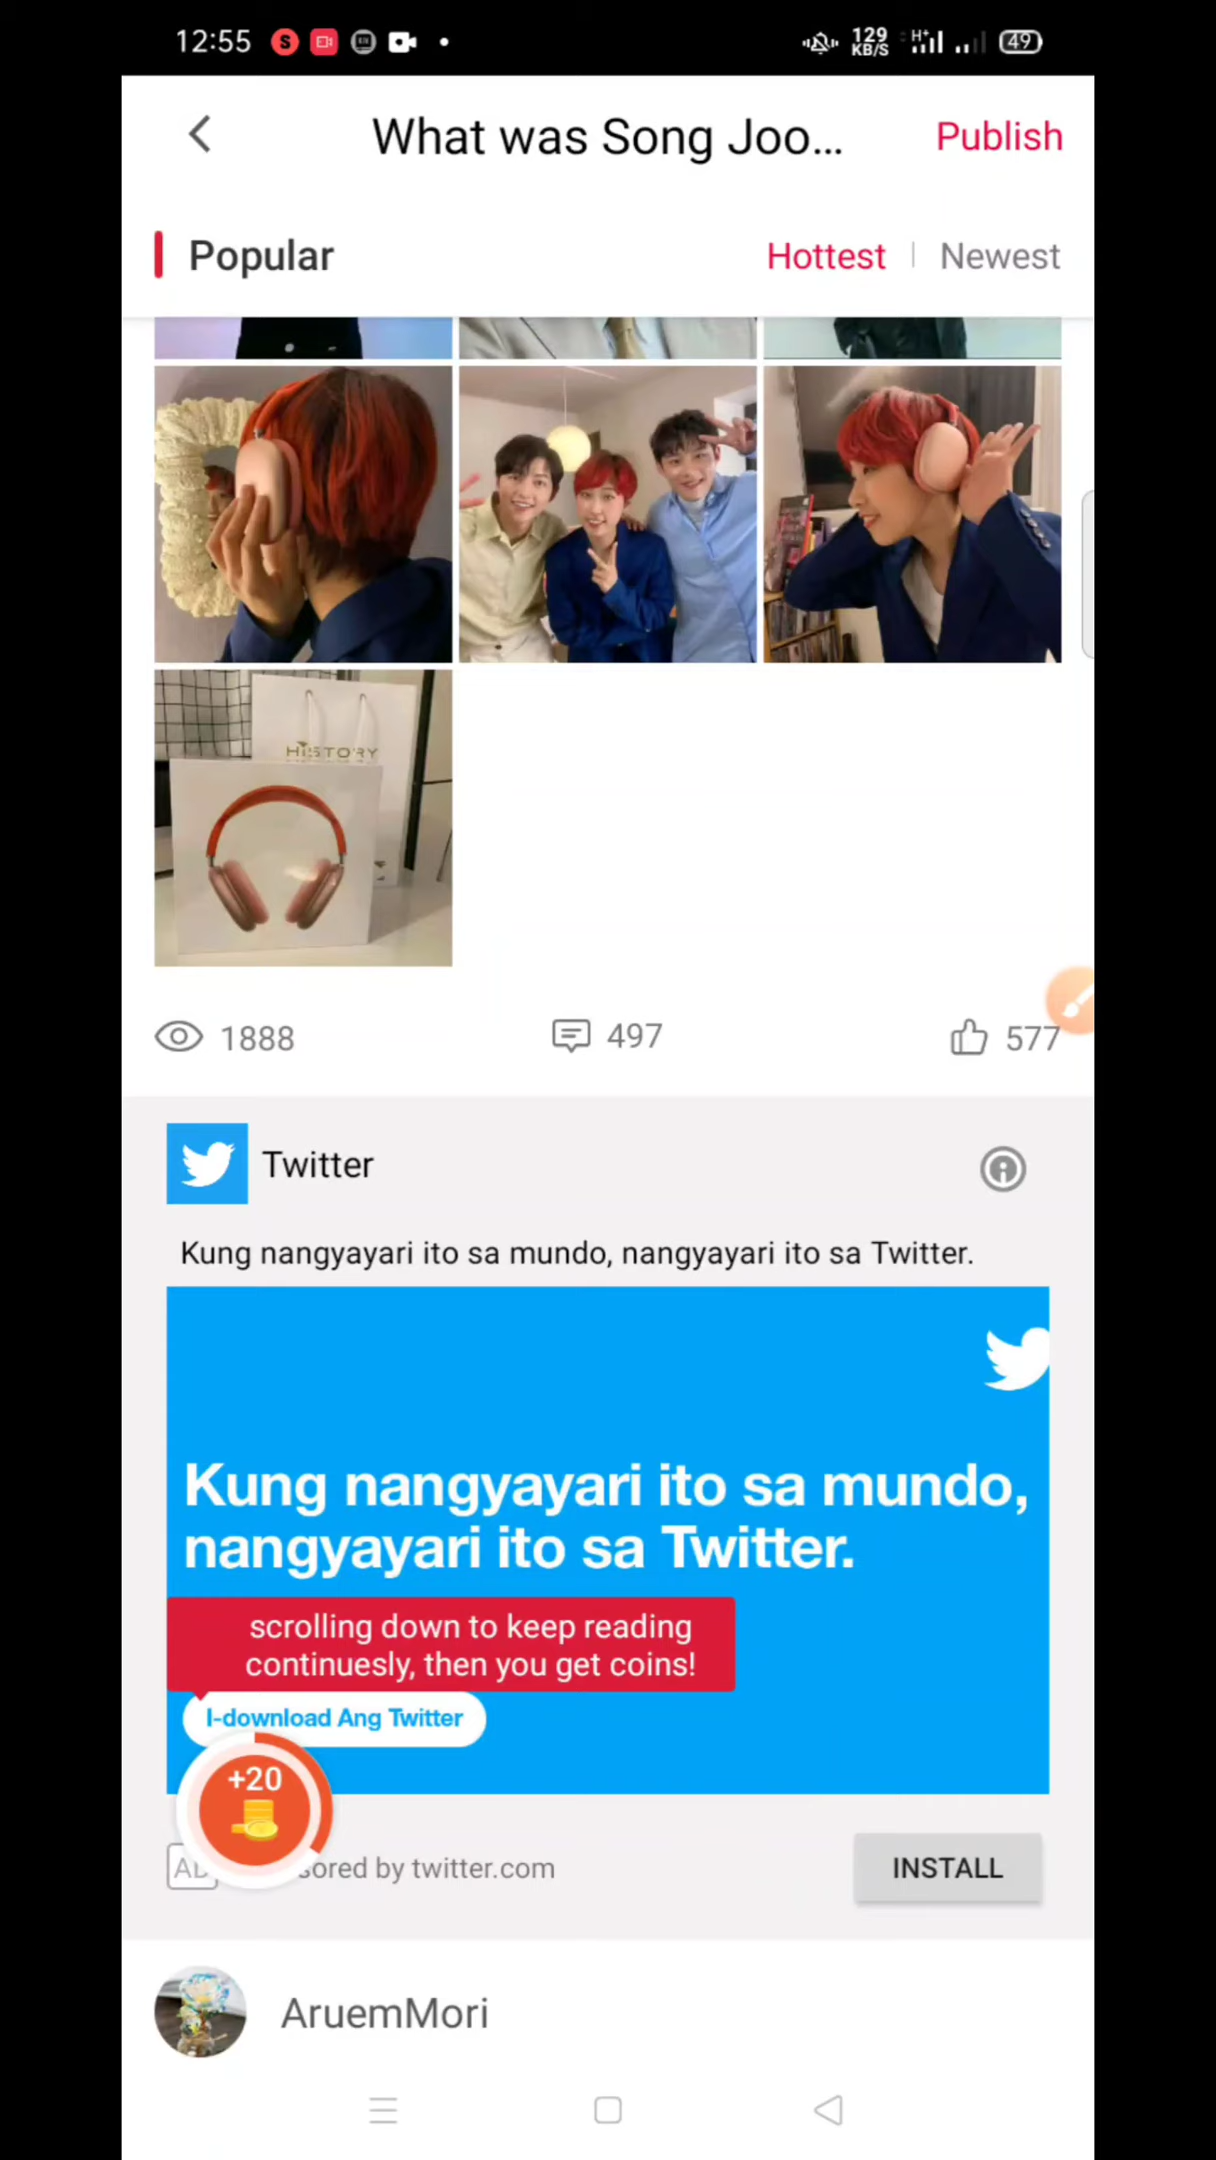 12:55
129
KB/S
H+
49
What was Song Joo...
Publish
Popular
Hottest
Newest
HISTORY
1888
497
577
Twitter
Kung nangyayari ito sa mundo, nangyayari ito sa Twitter.
Kung nangyayari ito sa mundo,
nangyayari ito sa Twitter.
scrolling down to keep reading
continuesly, then you get coins!
I-download Ang Twitter
+20
AD
sored by twitter.com
INSTALL
AruemMori